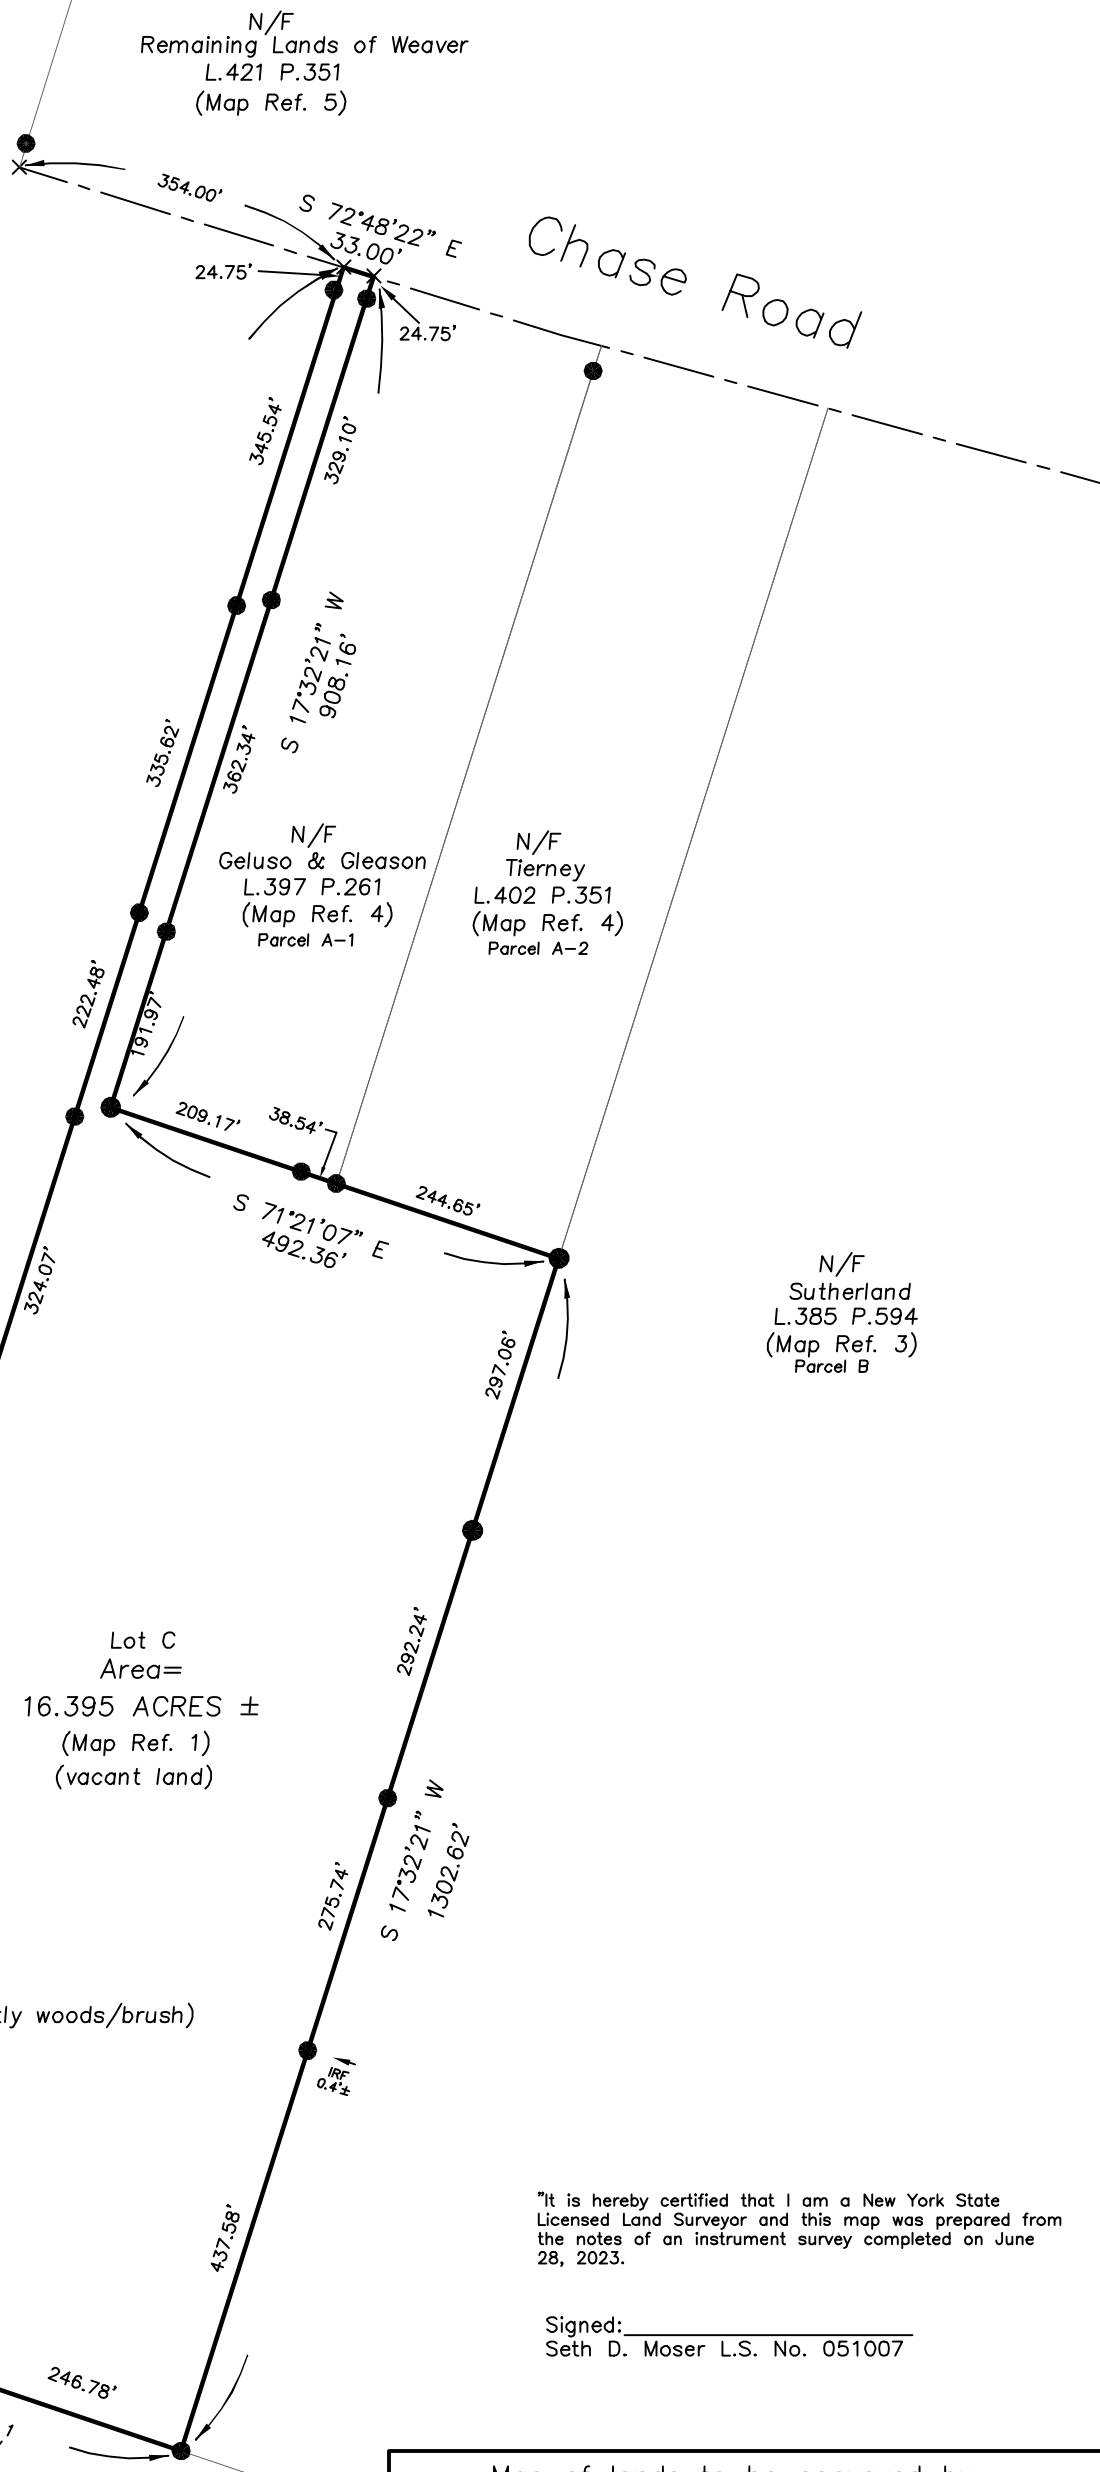 N/F
Remaining Lands of Weaver
L.421 P.351
(Map Ref. 5)
354.00'
S 72°48'22" E
33.00'
Chase Road
24.75'
24.75'
345.54'
329.10'
S 17°32'21" W
908.16'
335.62'
362.34'
N/F
Geluso & Gleason
L.397 P.261
(Map Ref. 4)
Parcel A-1
N/F
Tierney
L.402 P.351
(Map Ref. 4)
Parcel A-2
222.48'
191.97'
209.17'
38.54'
244.65'
S 71°21'07" E
492.36'
324.07'
N/F
Sutherland
L.385 P.594
(Map Ref. 3)
Parcel B
297.06'
292.24'
Lot C
Area=
16.395 ACRES ±
(Map Ref. 1)
(vacant land)
S 17°32'21" W
1302.62'
275.74'
woods/brush)
IRF
0.4'±
437.58'
"It is hereby certified that I am a New York State
Licensed Land Surveyor and this map was prepared from
the notes of an instrument survey completed on June
28, 2023.
Signed:
Seth D. Moser L.S. No. 051007
246.78'